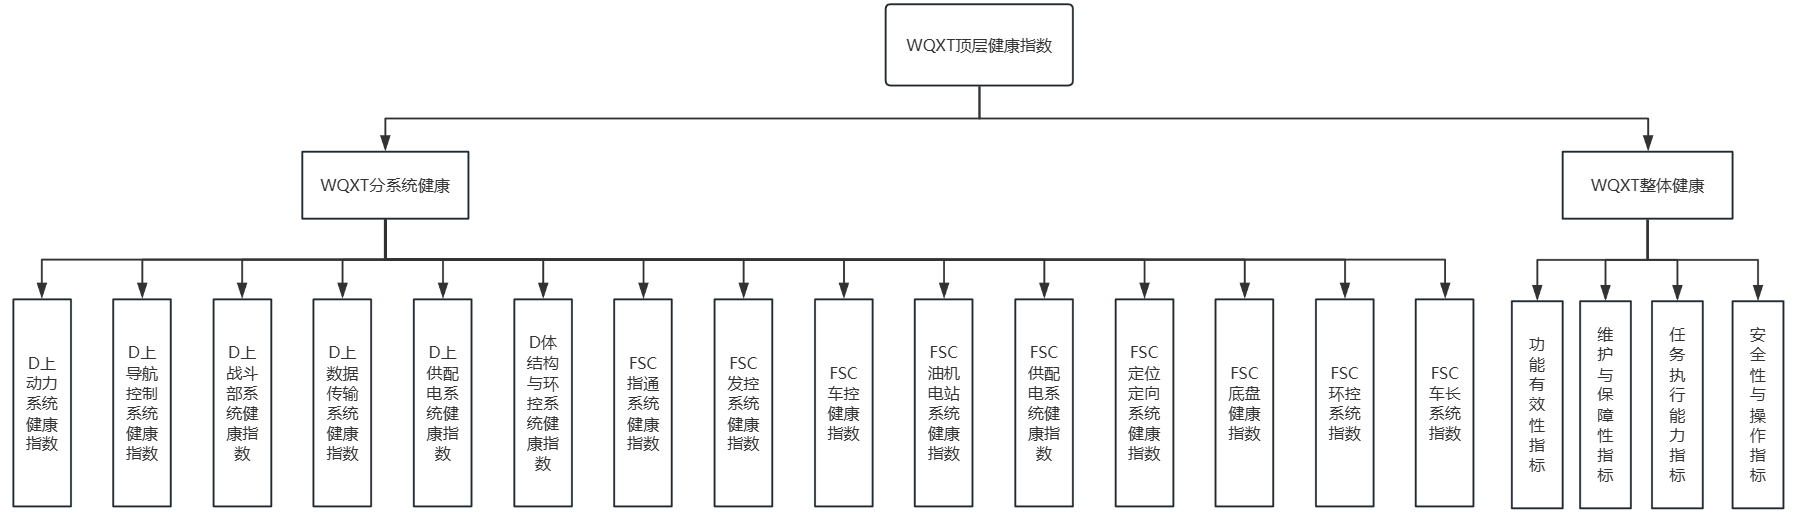 WQXT顶层健康指数
WQXT分系统健康
WQXT整体健康
D上
动力
系统
健康
指数
D上
导航
控制
系统
健康
指数
D上
战斗
部系
统健
康指
数
D上
数据
传输
系统
健康
指数
D上
供配
电系
统健
康指
数
D体
结构
与环
控系
统健
康指
数
FSC
指通
系统
健康
指数
FSC
发控
系统
健康
指数
FSC
车控
健康
指数
FSC
油机
电站
系统
健康
指数
FSC
供配
电系
统健
康指
数
FSC
定位
定向
系统
健康
指数
FSC
底盘
健康
指数
FSC
环控
系统
指数
FSC
车长
系统
指数
功
能
有
效
性
指
标
维
护
与
保
障
性
指
标
任
务
执
行
能
力
指
标
安
全
性
与
操
作
指
标